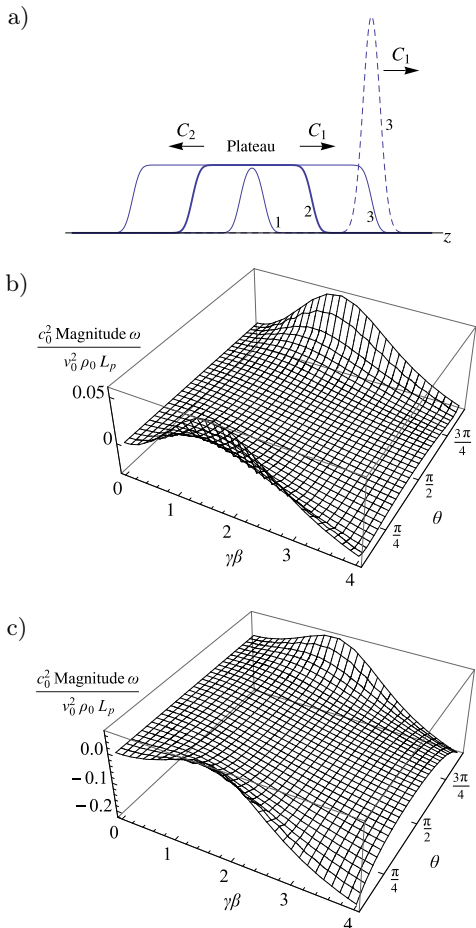 a)
C₁
C₂ Plateau C₁
3
1 2 3
z
b)
c₀² Magnitude ω
v₀² ρ₀ Lₚ
0.05
0
0 1 2 3 4
γβ
π/4 π/2 3π/4
θ
c)
c₀² Magnitude ω
v₀² ρ₀ Lₚ
0.0
−0.1
−0.2
0 1 2 3 4
γβ
π/4 π/2 3π/4
θ